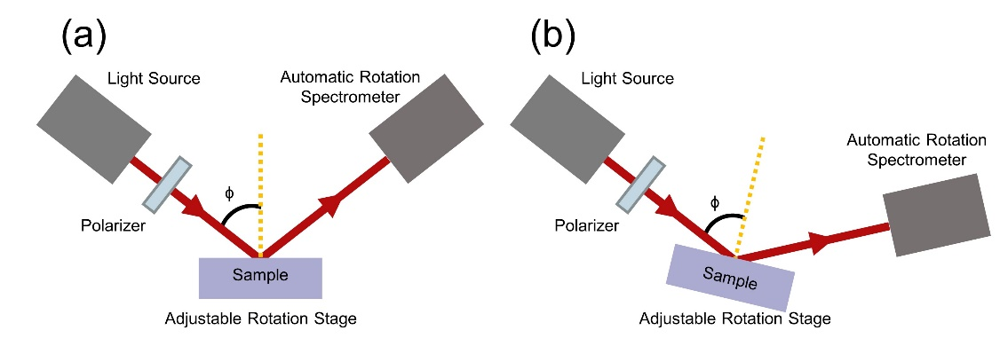 (a)
Light Source
Automatic Rotation
Spectrometer
ϕ
Polarizer
Sample
Adjustable Rotation Stage
(b)
Light Source
Automatic Rotation
Spectrometer
ϕ
Polarizer
Sample
Adjustable Rotation Stage